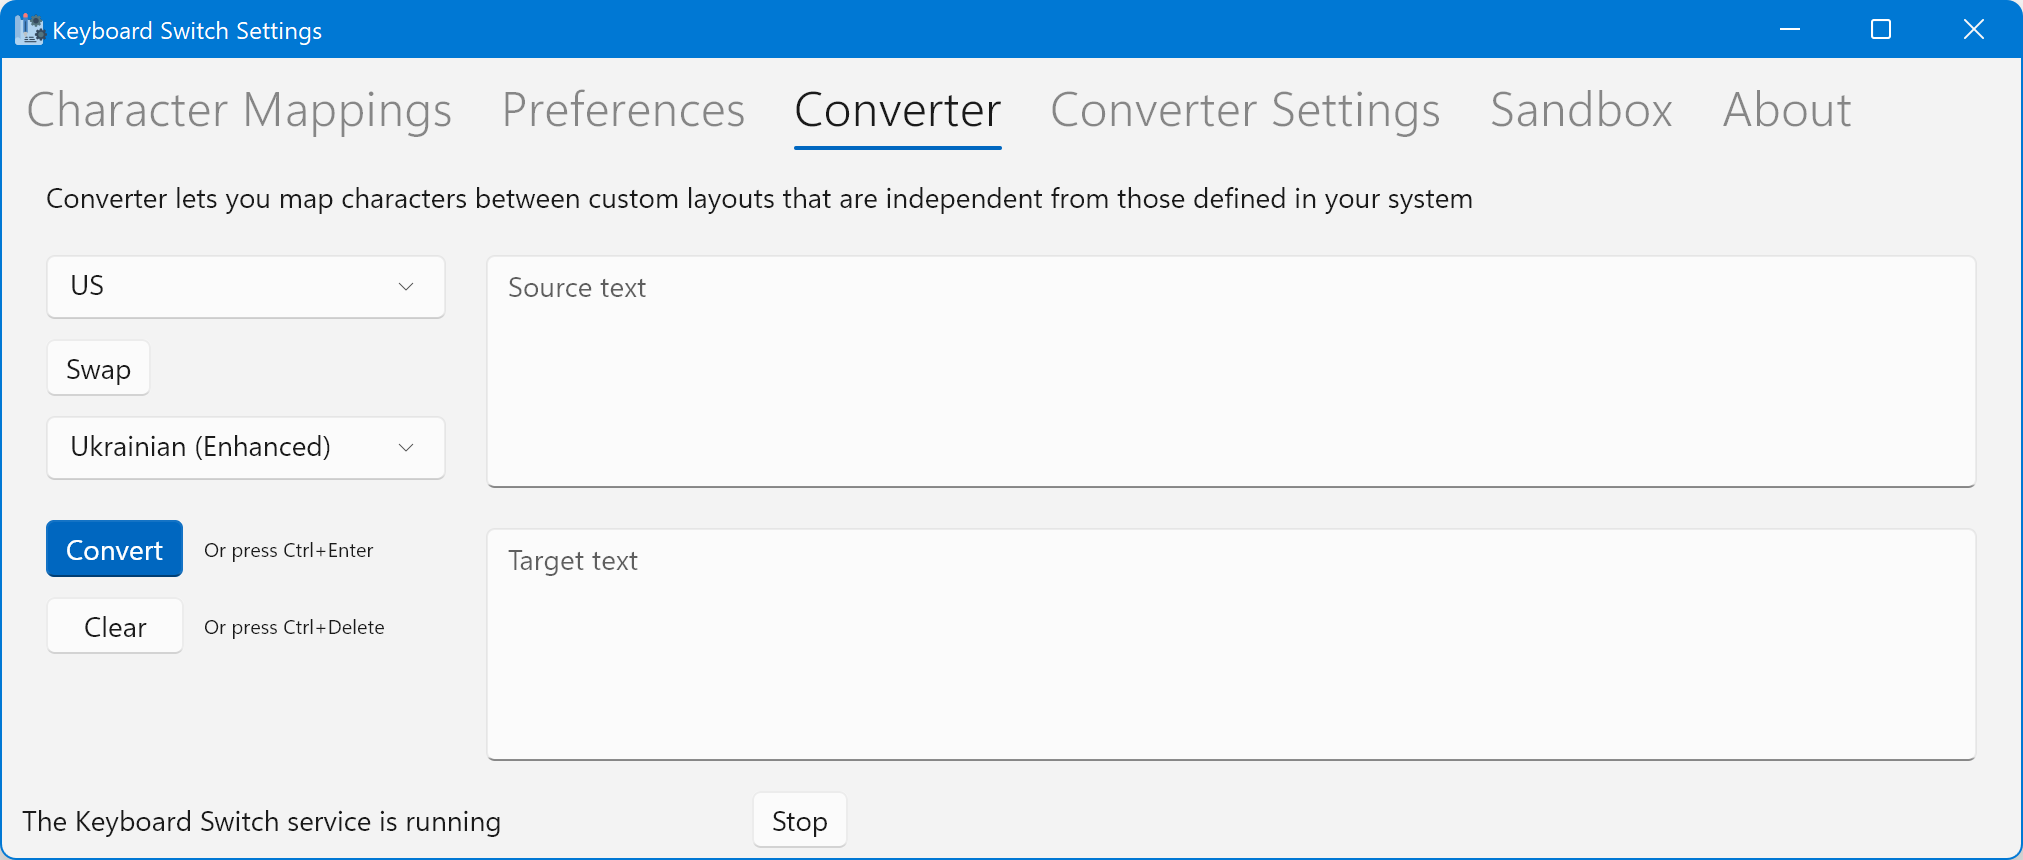 Keyboard Switch Settings
Character Mappings Preferences Converter Converter Settings Sandbox About
Converter lets you map characters between custom layouts that are independent from those defined in your system
US
Source text
Swap
Ukrainian (Enhanced)
Convert Or press Ctrl+Enter
Target text
Clear Or press Ctrl+Delete
The Keyboard Switch service is running Stop